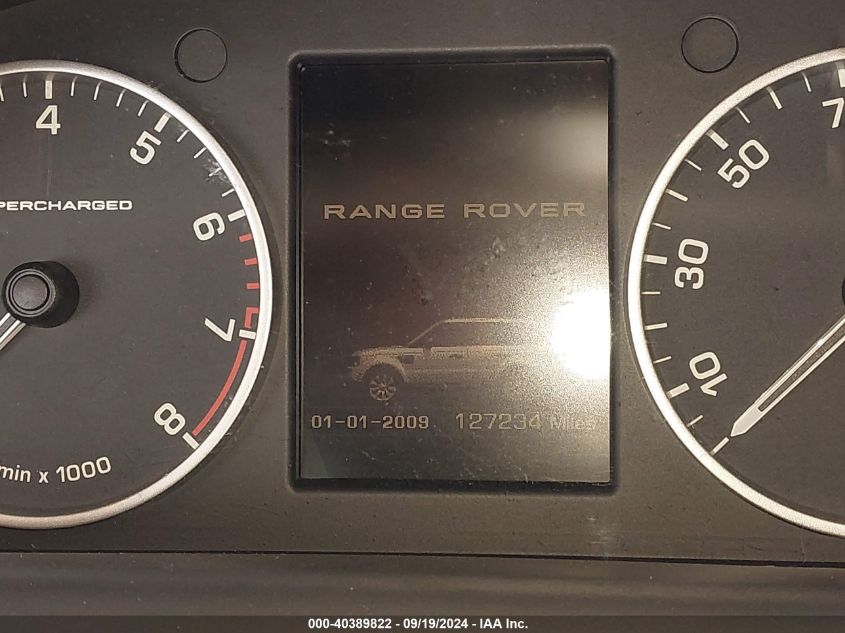 4
5
6
7
8
PERCHARGED
min x 1000
RANGE ROVER
01-01-2009 127234 Miles
7
50
30
10
000-40389822 - 09/19/2024 - IAA Inc.